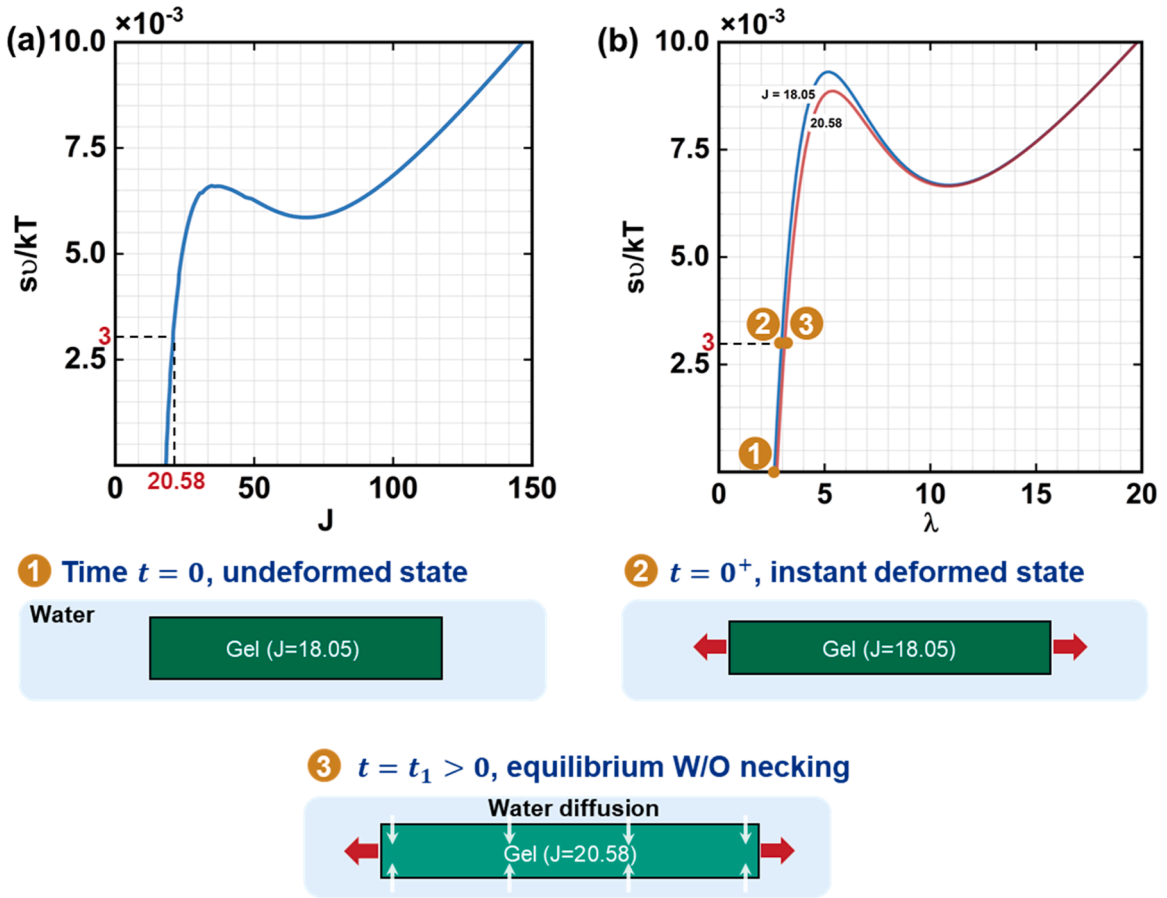 (a)
×10⁻³
10.0
7.5
5.0
3
2.5
sυ/kT
0
20.58
50
100
150
J
(b)
×10⁻³
10.0
7.5
5.0
3
2.5
sυ/kT
J = 18.05
20.58
2
3
1
0
5
10
15
20
λ
1 Time t = 0, undeformed state
Water
Gel (J=18.05)
2 t = 0⁺, instant deformed state
Gel (J=18.05)
3 t = t₁ > 0, equilibrium W/O necking
Water diffusion
Gel (J=20.58)